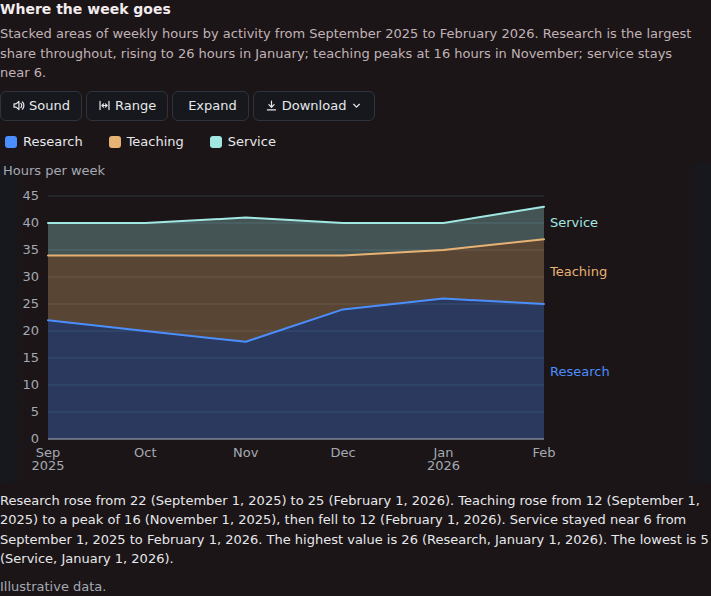 Where the week goes
Stacked areas of weekly hours by activity from September 2025 to February 2026. Research is the largest
share throughout, rising to 26 hours in January; teaching peaks at 16 hours in November; service stays
near 6.
Sound Range Expand Download
Research Teaching Service
Hours per week
45
40
35
30
25
20
15
10
5
0
Service
Teaching
Research
Sep Oct Nov Dec Jan Feb
2025 2026
Research rose from 22 (September 1, 2025) to 25 (February 1, 2026). Teaching rose from 12 (September 1,
2025) to a peak of 16 (November 1, 2025), then fell to 12 (February 1, 2026). Service stayed near 6 from
September 1, 2025 to February 1, 2026. The highest value is 26 (Research, January 1, 2026). The lowest is 5
(Service, January 1, 2026).
Illustrative data.